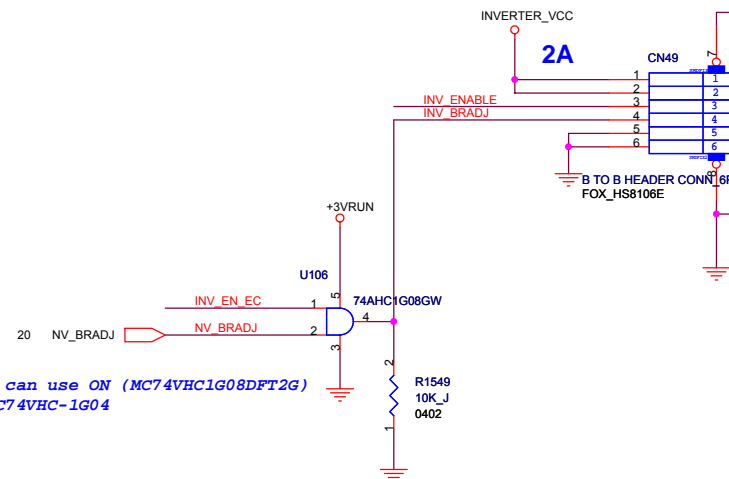 INVERTER_VCC
2A
CN49
7
1
2
3
4
5
6
1
2
3
4
5
6
INV_ENABLE
INV_BRADJ
8
B TO B HEADER CONN_6P
FOX_HS8106E
+3VRUN
U106
5
74AHC1G08GW
INV_EN_EC
1
4
20 NV_BRADJ
NV_BRADJ
2
3
can use ON (MC74VHC1G08DFT2G)
C74VHC-1G04
2
R1549
10K_J
0402
1